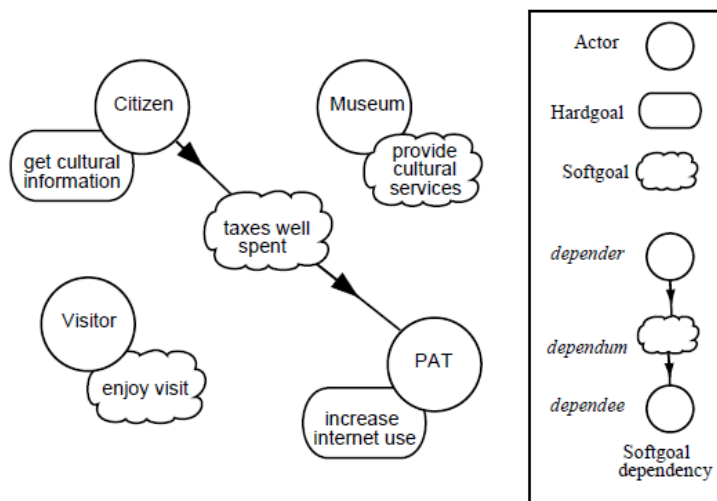 Citizen
get cultural
information
Museum
provide
cultural
services
taxes well
spent
Visitor
enjoy visit
PAT
increase
internet use
Actor
Hardgoal
Softgoal
depender
dependum
dependee
Softgoal
dependency